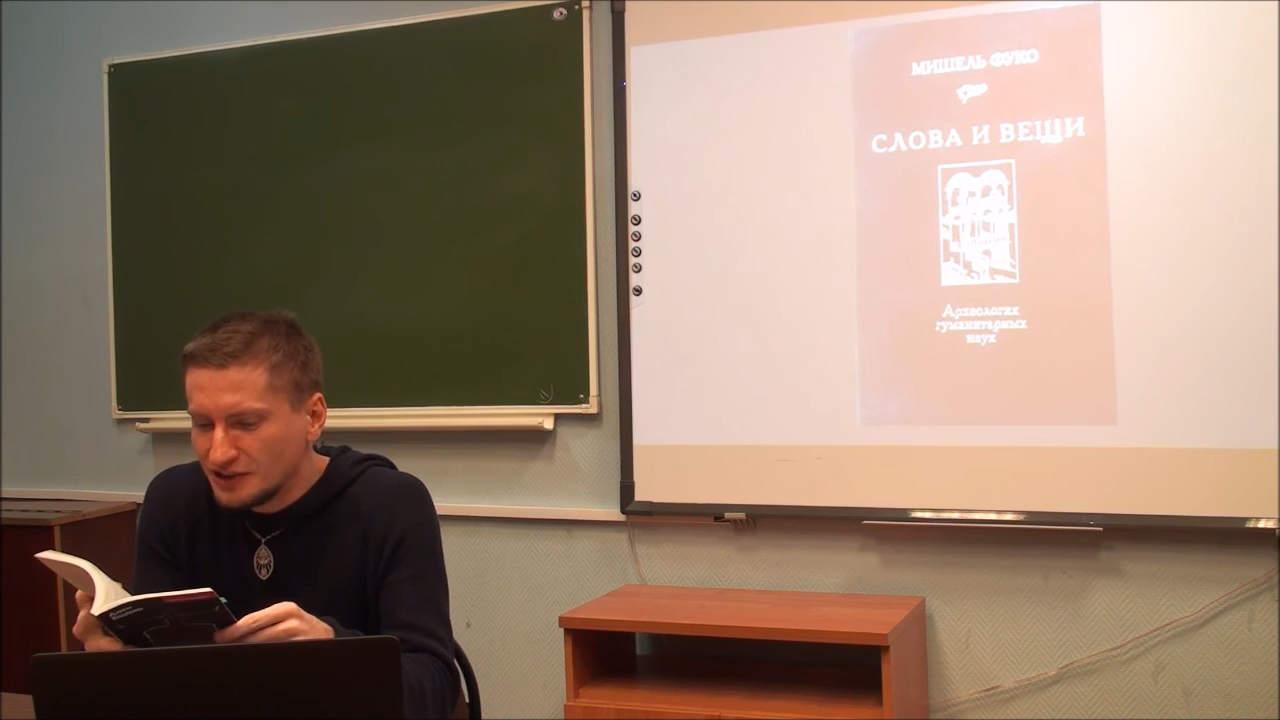 МИШЕЛЬ ФУКО
СЛОВА И ВЕЩИ
Археология
гуманитарных
наук